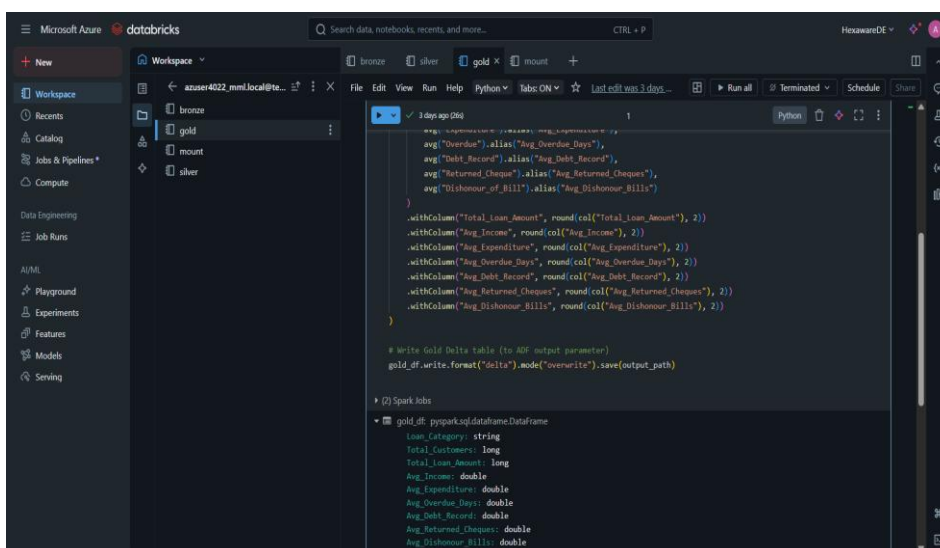 Microsoft Azure
databricks
Search data, notebooks, recents, and more...
CTRL + P
HexawareDE
A
New
Workspace
Recents
Catalog
Jobs & Pipelines
Compute
Data Engineering
Job Runs
AI/ML
Playground
Experiments
Features
Models
Serving
Workspace
azuser4022_mml.local@te...
bronze
gold
mount
silver
bronze
silver
gold
mount
File Edit View Run Help Python Tabs: ON Last edit was 3 days ... Run all Terminated Schedule Share
3 days ago (26s)
1
Python
avg("Expenditure").alias("Avg_Expenditure"),
avg("Overdue").alias("Avg_Overdue_Days"),
avg("Debt_Record").alias("Avg_Debt_Record"),
avg("Returned_Cheque").alias("Avg_Returned_Cheques"),
avg("Dishonour_of_Bill").alias("Avg_Dishonour_Bills")
)
.withColumn("Total_Loan_Amount", round(col("Total_Loan_Amount"), 2))
.withColumn("Avg_Income", round(col("Avg_Income"), 2))
.withColumn("Avg_Expenditure", round(col("Avg_Expenditure"), 2))
.withColumn("Avg_Overdue_Days", round(col("Avg_Overdue_Days"), 2))
.withColumn("Avg_Debt_Record", round(col("Avg_Debt_Record"), 2))
.withColumn("Avg_Returned_Cheques", round(col("Avg_Returned_Cheques"), 2))
.withColumn("Avg_Dishonour_Bills", round(col("Avg_Dishonour_Bills"), 2))
)
# Write Gold Delta table (to ADF output parameter)
gold_df.write.format("delta").mode("overwrite").save(output_path)
(2) Spark Jobs
gold_df: pyspark.sql.dataframe.DataFrame
Loan_Category: string
Total_Customers: long
Total_Loan_Amount: long
Avg_Income: double
Avg_Expenditure: double
Avg_Overdue_Days: double
Avg_Debt_Record: double
Avg_Returned_Cheques: double
Avg_Dishonour_Bills: double